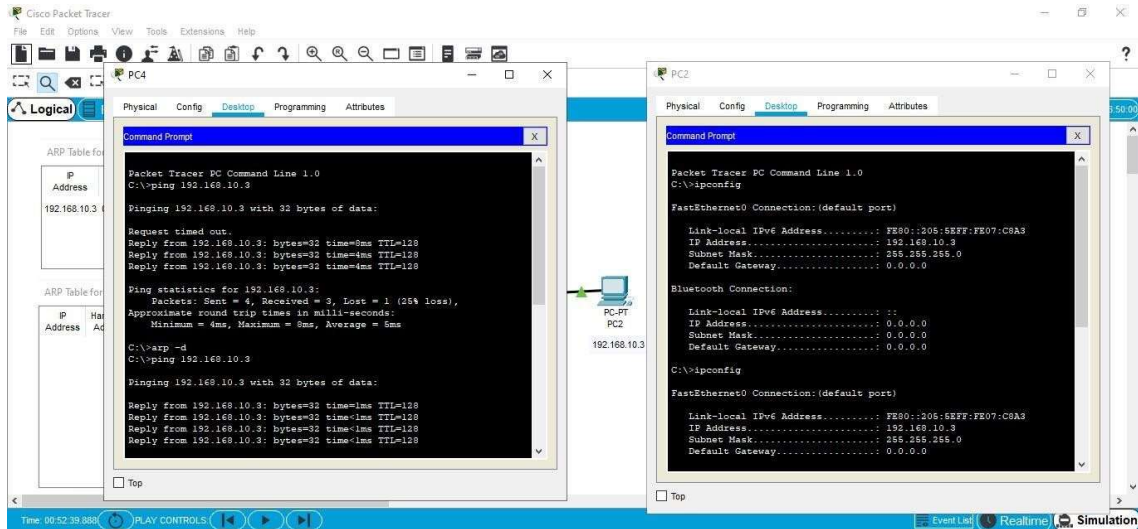 Cisco Packet Tracer
File Edit Options View Tools Extensions Help
?
Logical
ARP Table for
IP Address
192.168.10.3
ARP Table for
IP Address
PC4
Physical Config Desktop Programming Attributes
Command Prompt X
Packet Tracer PC Command Line 1.0
C:\>ping 192.168.10.3
Pinging 192.168.10.3 with 32 bytes of data:
Request timed out.
Reply from 192.168.10.3: bytes=32 time=8ms TTL=128
Reply from 192.168.10.3: bytes=32 time=4ms TTL=128
Reply from 192.168.10.3: bytes=32 time=4ms TTL=128
Ping statistics for 192.168.10.3:
Packets: Sent = 4, Received = 3, Lost = 1 (25% loss),
Approximate round trip times in milli-seconds:
Minimum = 4ms, Maximum = 8ms, Average = 5ms
C:\>arp -d
C:\>ping 192.168.10.3
Pinging 192.168.10.3 with 32 bytes of data:
Reply from 192.168.10.3: bytes=32 time=1ms TTL=128
Reply from 192.168.10.3: bytes=32 time<1ms TTL=128
Reply from 192.168.10.3: bytes=32 time<1ms TTL=128
Reply from 192.168.10.3: bytes=32 time<1ms TTL=128
Top
PC-PT
PC2
192.168.10.3
PC2
Physical Config Desktop Programming Attributes
Command Prompt X
Packet Tracer PC Command Line 1.0
C:\>ipconfig
FastEthernet0 Connection:(default port)
Link-local IPv6 Address.........: FE80::205:5EFF:FE07:C8A3
IP Address......................: 192.168.10.3
Subnet Mask.....................: 255.255.255.0
Default Gateway.................: 0.0.0.0
Bluetooth Connection:
Link-local IPv6 Address.........: ::
IP Address......................: 0.0.0.0
Subnet Mask.....................: 0.0.0.0
Default Gateway.................: 0.0.0.0
C:\>ipconfig
FastEthernet0 Connection:(default port)
Link-local IPv6 Address.........: FE80::205:5EFF:FE07:C8A3
IP Address......................: 192.168.10.3
Subnet Mask.....................: 255.255.255.0
Default Gateway.................: 0.0.0.0
Top
Time: 00:52:39.888 PLAY CONTROLS: Event List Realtime Simulation